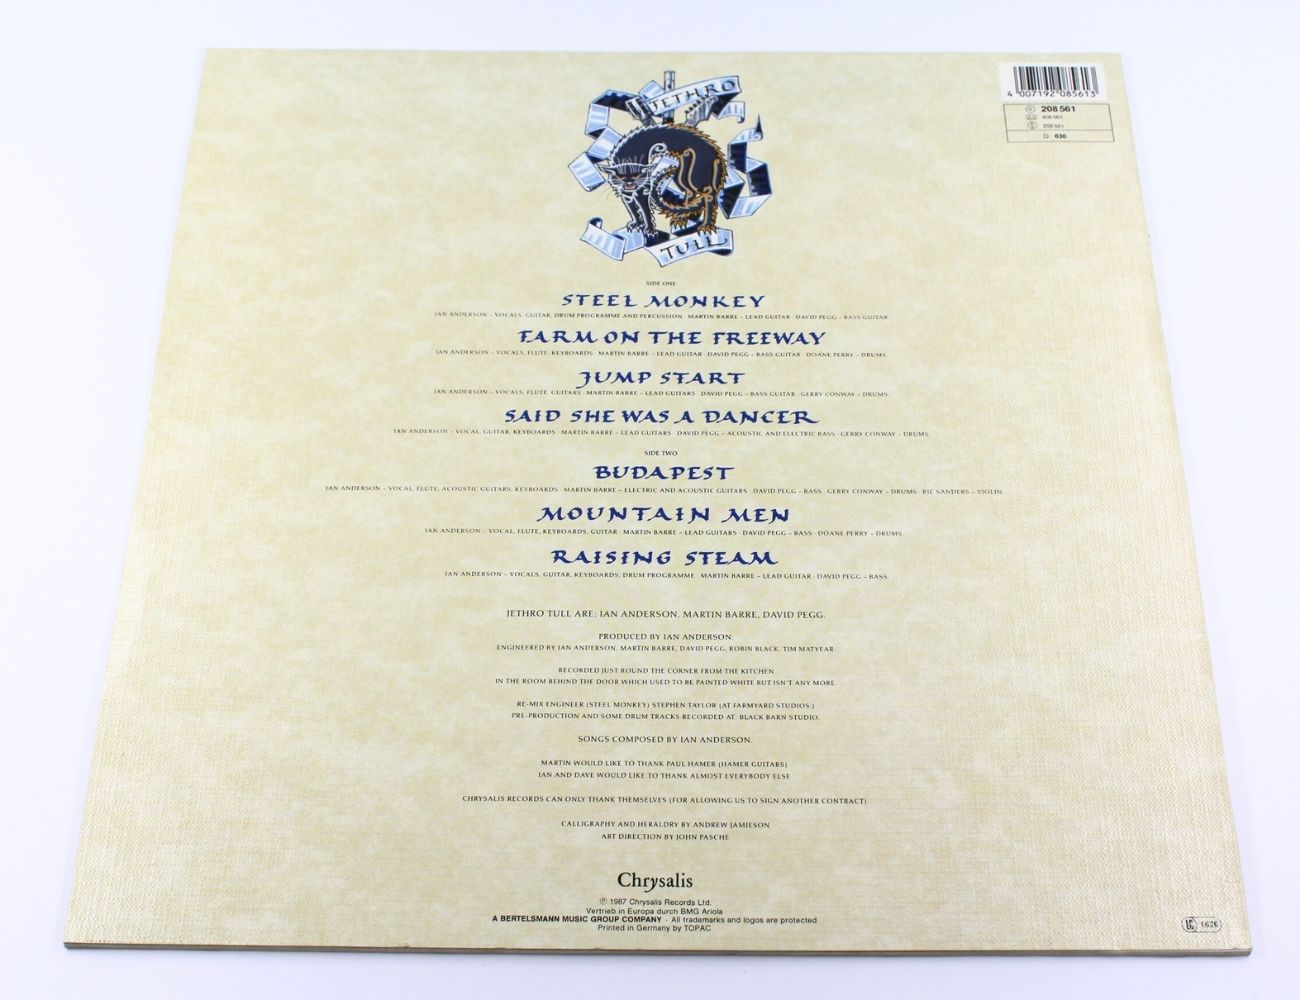 JETHRO
TULL
4 007192 085613
208 561
408 561
258 561
D 630
SIDE ONE
STEEL MONKEY
IAN ANDERSON – VOCALS, GUITAR, DRUM PROGRAMME AND PERCUSSION · MARTIN BARRE – LEAD GUITAR · DAVID PEGG – BASS GUITAR.
FARM ON THE FREEWAY
IAN ANDERSON – VOCALS, FLUTE, KEYBOARDS · MARTIN BARRE – LEAD GUITAR · DAVID PEGG – BASS GUITAR · DOANE PERRY – DRUMS
JUMP START
IAN ANDERSON – VOCALS, FLUTE, GUITARS · MARTIN BARRE – LEAD GUITARS · DAVID PEGG – BASS GUITAR · GERRY CONWAY – DRUMS.
SAID SHE WAS A DANCER
IAN ANDERSON – VOCAL, GUITAR, KEYBOARDS · MARTIN BARRE – LEAD GUITARS · DAVID PEGG – ACOUSTIC AND ELECTRIC BASS · GERRY CONWAY – DRUMS.
SIDE TWO
BUDAPEST
IAN ANDERSON – VOCAL, FLUTE, ACOUSTIC GUITARS, KEYBOARDS · MARTIN BARRE – ELECTRIC AND ACOUSTIC GUITARS · DAVID PEGG – BASS · GERRY CONWAY – DRUMS · RIC SANDERS – VIOLIN.
MOUNTAIN MEN
IAN ANDERSON – VOCAL, FLUTE, KEYBOARDS, GUITAR · MARTIN BARRE – LEAD GUITARS · DAVID PEGG – BASS · DOANE PERRY – DRUMS
RAISING STEAM
IAN ANDERSON – VOCALS, GUITAR, KEYBOARDS, DRUM PROGRAMME · MARTIN BARRE – LEAD GUITAR · DAVID PEGG – BASS.
JETHRO TULL ARE: IAN ANDERSON, MARTIN BARRE, DAVID PEGG.
PRODUCED BY IAN ANDERSON.
ENGINEERED BY IAN ANDERSON, MARTIN BARRE, DAVID PEGG, ROBIN BLACK, TIM MATYEAR.
RECORDED JUST ROUND THE CORNER FROM THE KITCHEN
IN THE ROOM BEHIND THE DOOR WHICH USED TO BE PAINTED WHITE BUT ISN'T ANY MORE.
RE-MIX ENGINEER (STEEL MONKEY) STEPHEN TAYLOR (AT FARMYARD STUDIOS.)
PRE-PRODUCTION AND SOME DRUM TRACKS RECORDED AT BLACK BARN STUDIO.
SONGS COMPOSED BY IAN ANDERSON.
MARTIN WOULD LIKE TO THANK PAUL HAMER (HAMER GUITARS)
IAN AND DAVE WOULD LIKE TO THANK ALMOST EVERYBODY ELSE
CHRYSALIS RECORDS CAN ONLY THANK THEMSELVES (FOR ALLOWING US TO SIGN ANOTHER CONTRACT)
CALLIGRAPHY AND HERALDRY BY ANDREW JAMIESON
ART DIRECTION BY JOHN PASCHE
Chrysalis
℗ 1987 Chrysalis Records Ltd.
Vertrieb in Europa durch BMG Ariola
A BERTELSMANN MUSIC GROUP COMPANY · All trademarks and logos are protected
Printed in Germany by TOPAC
LC 1626